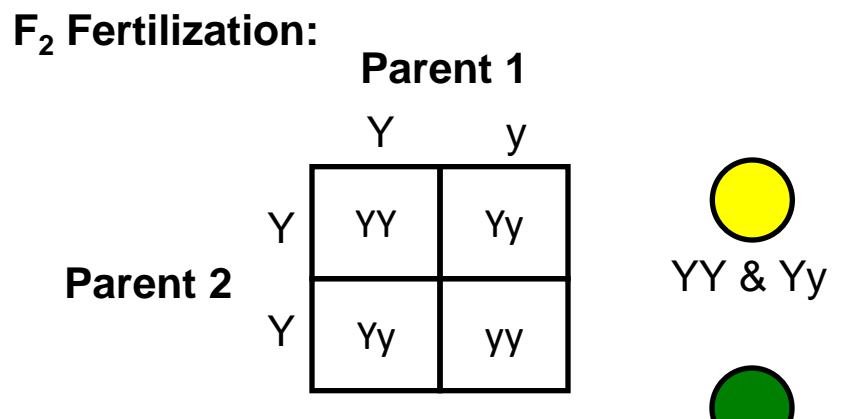 F₂ Fertilization:
Parent 1
Y y
Y YY Yy
YY & Yy
Parent 2
Y Yy yy